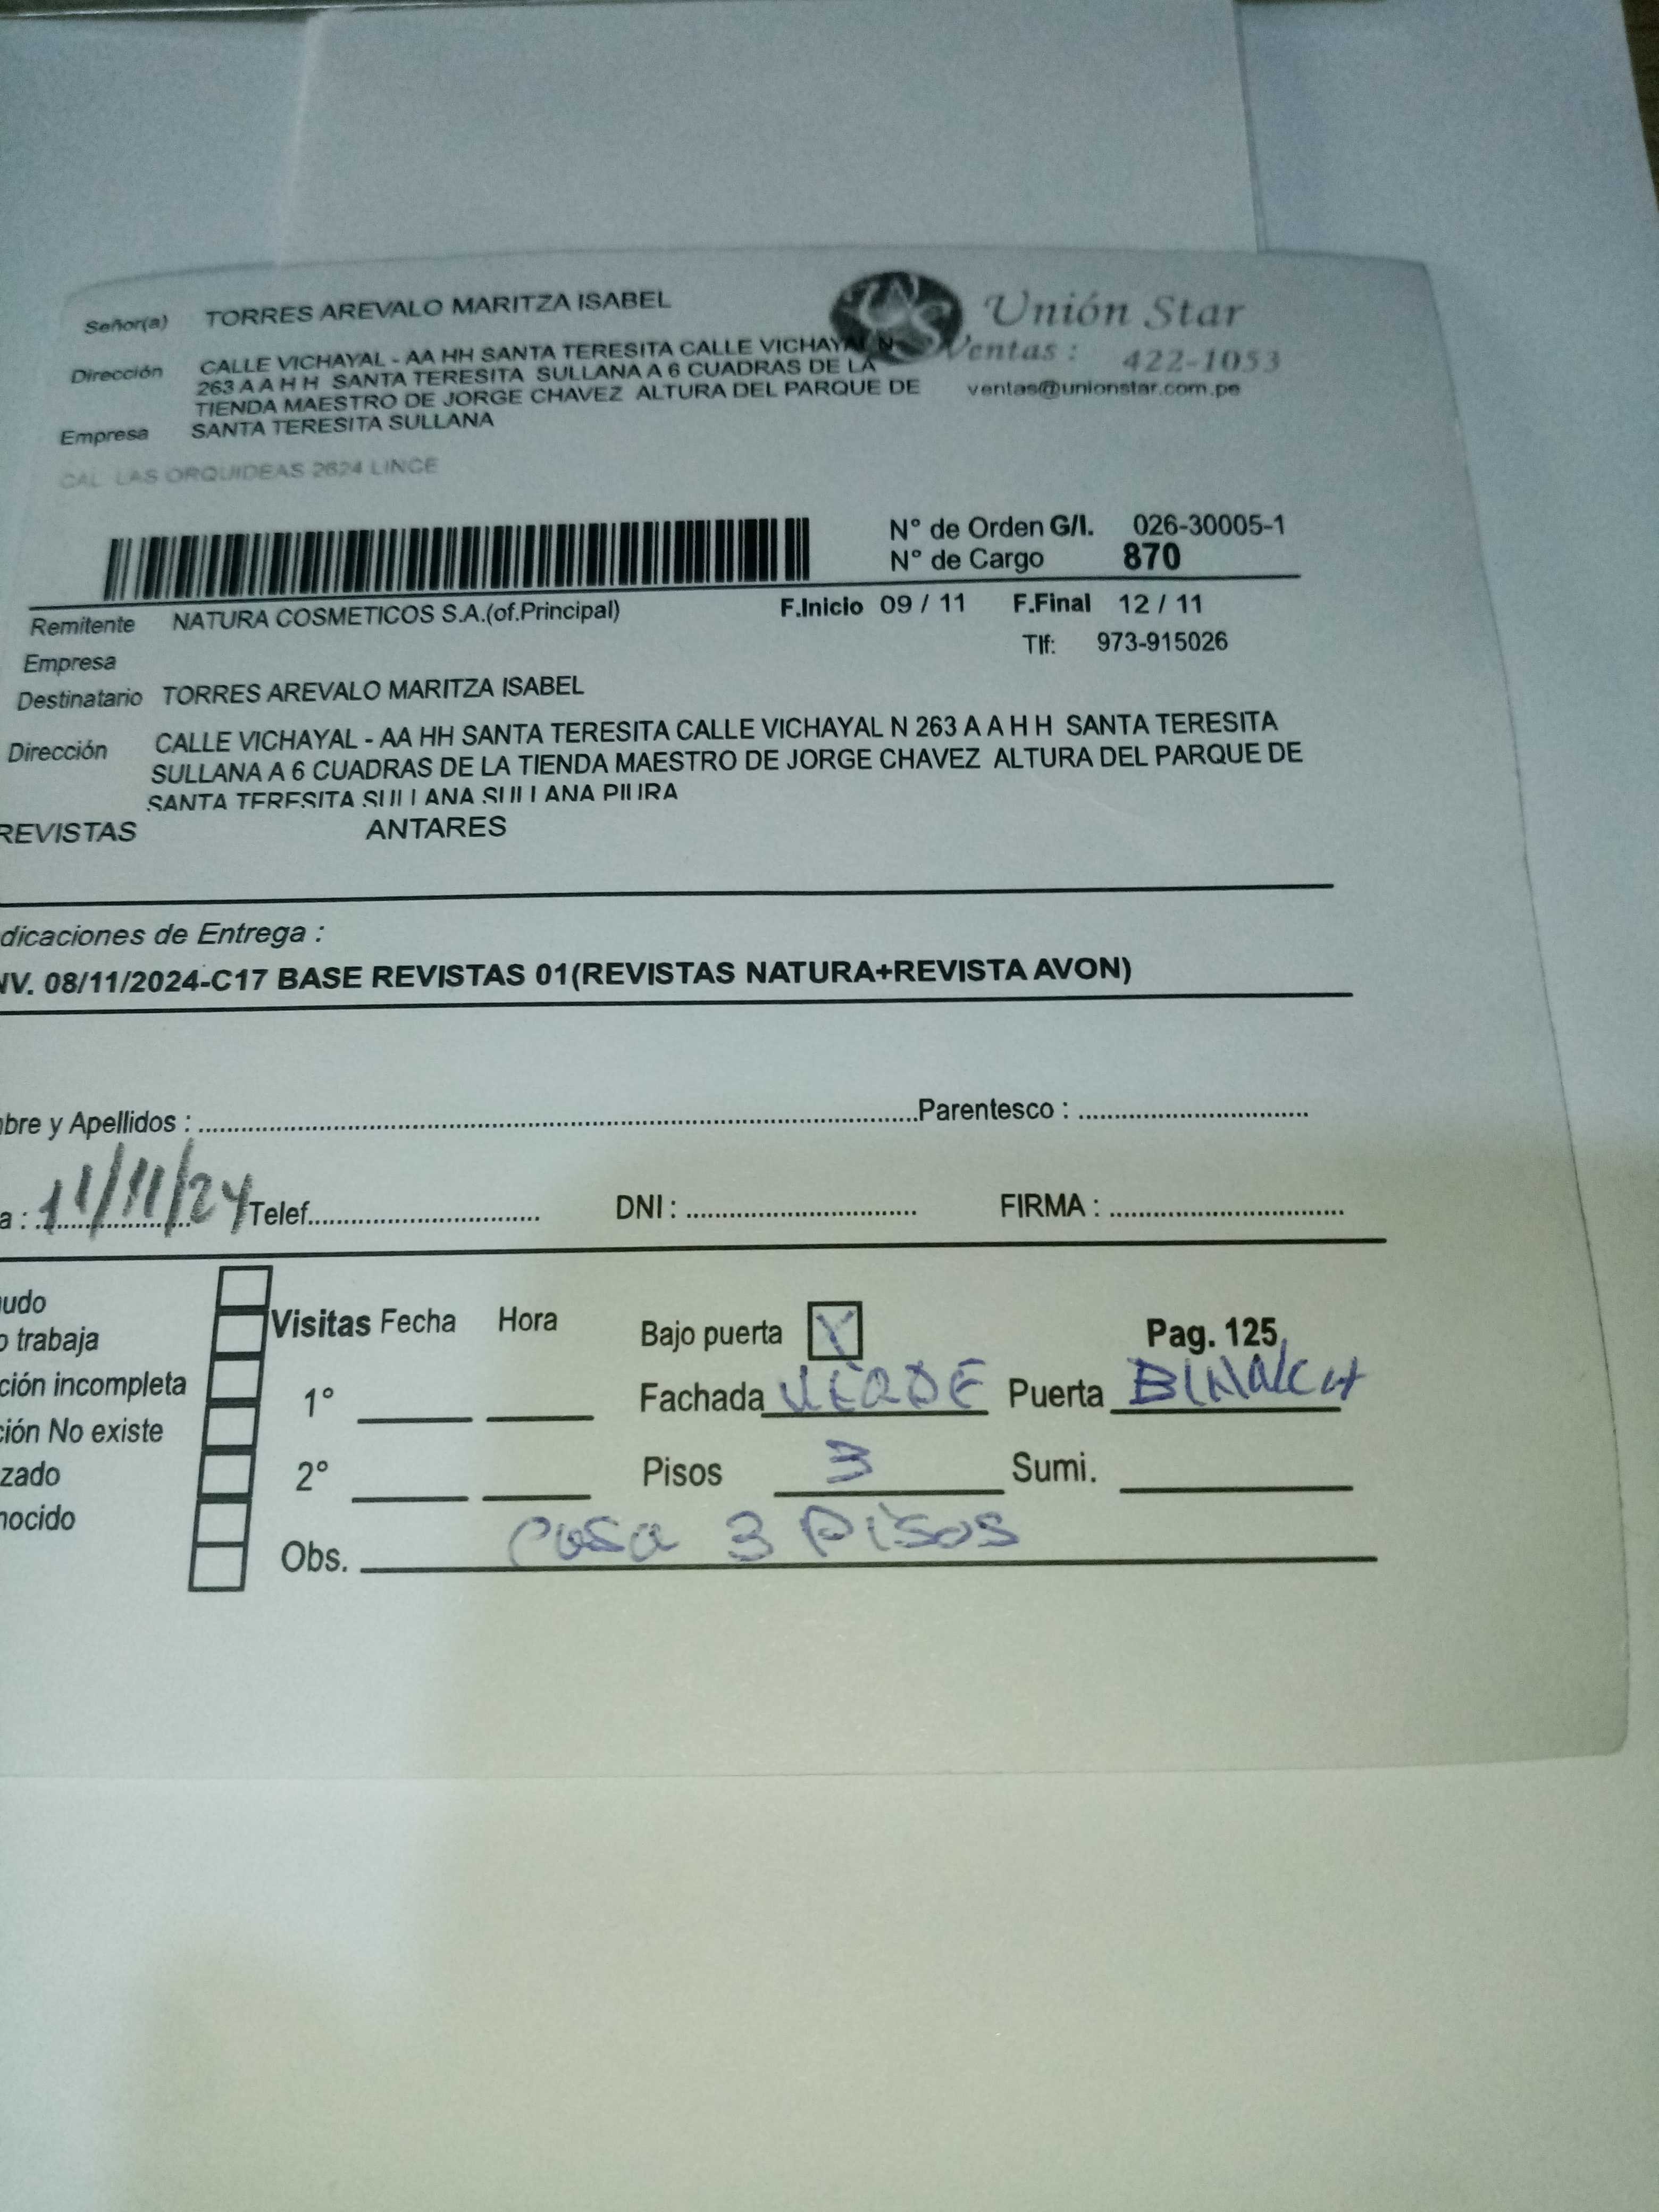 Señor(a) TORRES AREVALO MARITZA ISABEL
Unión Star
Dirección CALLE VICHAYAL - AA HH SANTA TERESITA CALLE VICHAYAL N
263 A A H H SANTA TERESITA SULLANA A 6 CUADRAS DE LA
TIENDA MAESTRO DE JORGE CHAVEZ ALTURA DEL PARQUE DE
Ventas : 422-1053
ventas@unionstar.com.pe
Empresa SANTA TERESITA SULLANA
CAL LAS ORQUIDEAS 2624 LINCE
N° de Orden G/I. 026-30005-1
N° de Cargo 870
Remitente NATURA COSMETICOS S.A.(of.Principal) F.Inicio 09 / 11 F.Final 12 / 11
Empresa Tlf: 973-915026
Destinatario TORRES AREVALO MARITZA ISABEL
Dirección CALLE VICHAYAL - AA HH SANTA TERESITA CALLE VICHAYAL N 263 A A H H SANTA TERESITA
SULLANA A 6 CUADRAS DE LA TIENDA MAESTRO DE JORGE CHAVEZ ALTURA DEL PARQUE DE
SANTA TERESITA SULLANA SULLANA PIURA
REVISTAS ANTARES
dicaciones de Entrega :
NV. 08/11/2024-C17 BASE REVISTAS 01(REVISTAS NATURA+REVISTA AVON)
bre y Apellidos : Parentesco :
a : 11/11/24 Telef. DNI : FIRMA :
udo
o trabaja Visitas Fecha Hora Bajo puerta X Pag. 125
ción incompleta 1° Fachada VERDE Puerta
ción No existe
zado 2° Pisos 3 Sumi.
nocido
Obs. Casa 3 Pisos